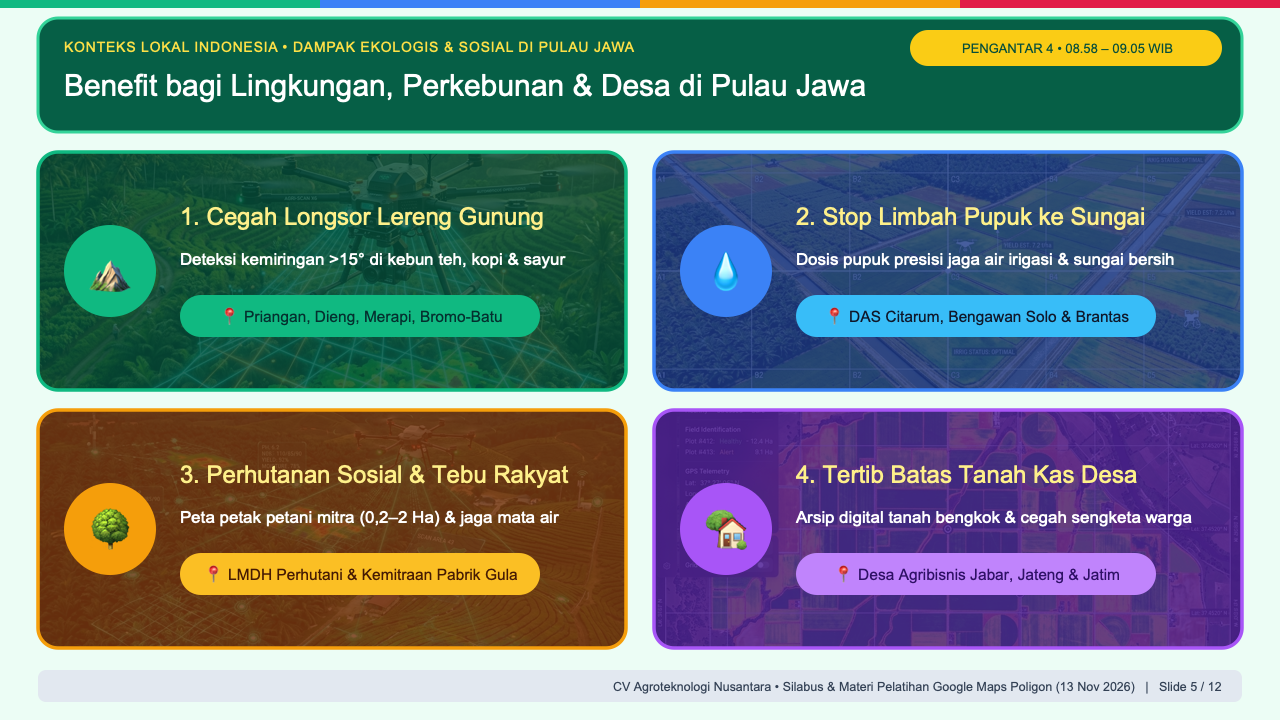 KONTEKS LOKAL INDONESIA • DAMPAK EKOLOGIS & SOSIAL DI PULAU JAWA
PENGANTAR 4 • 08.58 – 09.05 WIB
Benefit bagi Lingkungan, Perkebunan & Desa di Pulau Jawa
1. Cegah Longsor Lereng Gunung
Deteksi kemiringan >15° di kebun teh, kopi & sayur
📍 Priangan, Dieng, Merapi, Bromo-Batu
2. Stop Limbah Pupuk ke Sungai
Dosis pupuk presisi jaga air irigasi & sungai bersih
📍 DAS Citarum, Bengawan Solo & Brantas
3. Perhutanan Sosial & Tebu Rakyat
Peta petak petani mitra (0,2–2 Ha) & jaga mata air
📍 LMDH Perhutani & Kemitraan Pabrik Gula
4. Tertib Batas Tanah Kas Desa
Arsip digital tanah bengkok & cegah sengketa warga
📍 Desa Agribisnis Jabar, Jateng & Jatim
CV Agroteknologi Nusantara • Silabus & Materi Pelatihan Google Maps Poligon (13 Nov 2026) | Slide 5 / 12